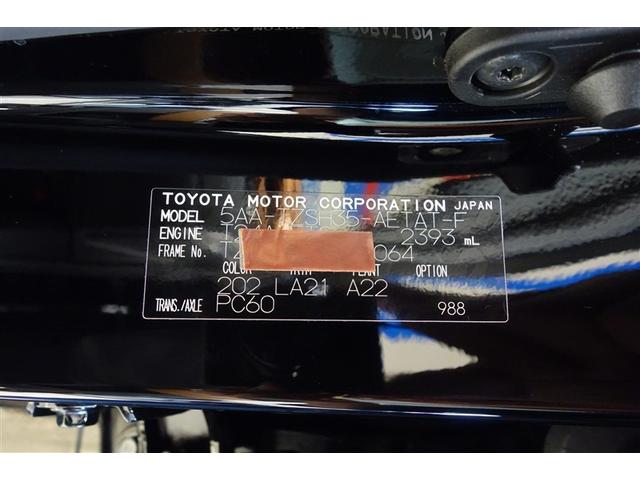 TOYOTA MOTOR CORPORATION JAPAN
MODEL 5AA-TZSH35-AETAT-F
ENGINE 2393 mL
FRAME No. 064
COLOR TRIM PLANT OPTION
202 LA21 A22
TRANS./AXLE PC60 988